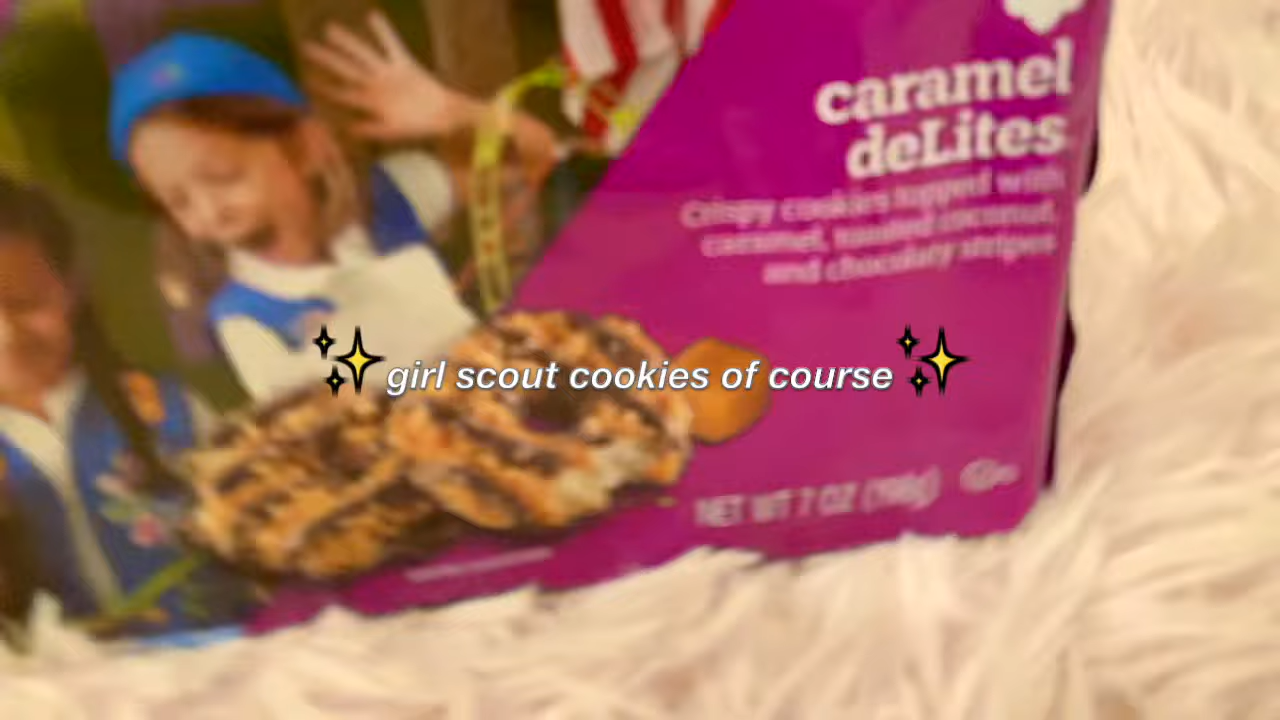 caramel
deLites
Crispy cookies topped with
caramel, toasted coconut,
and chocolaty stripes
✨girl scout cookies of course✨
NET WT 7 OZ (198g)